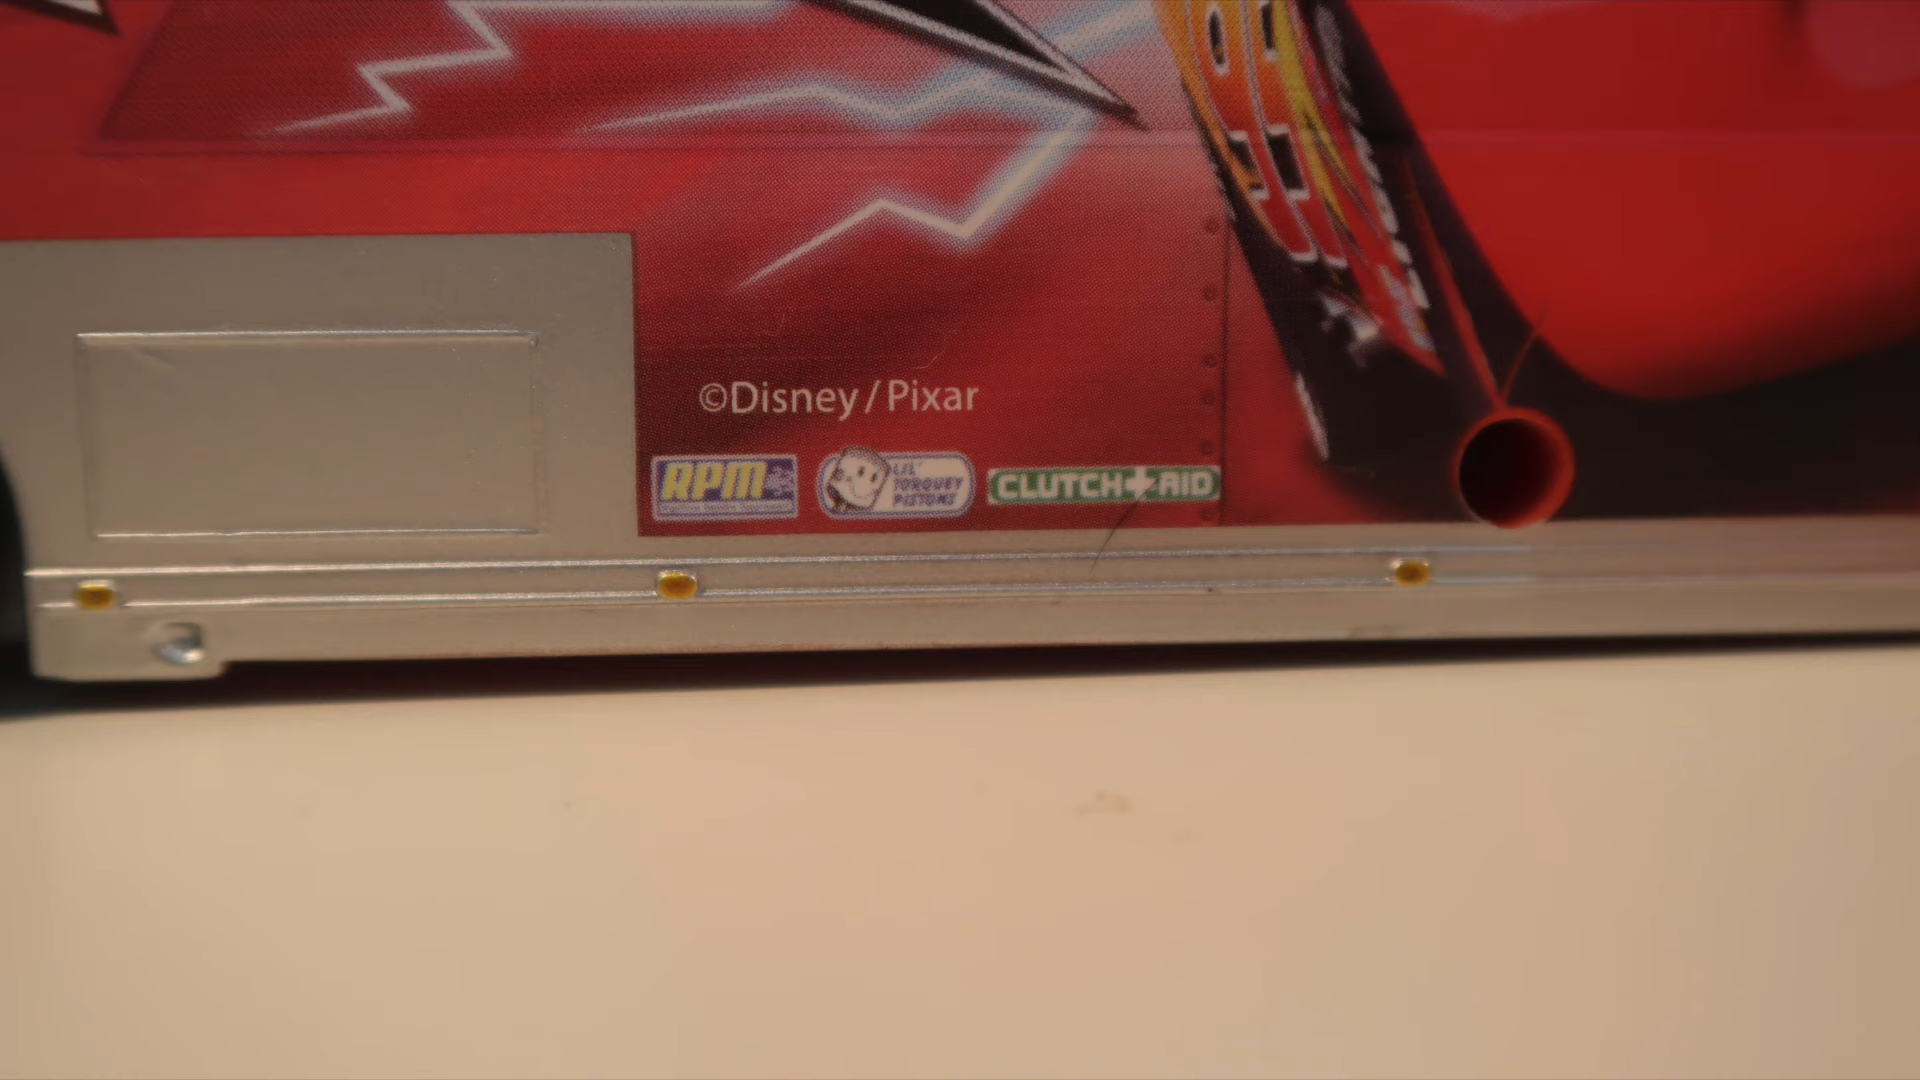 ©Disney/Pixar
RPM
LIL'
TORQUEY
PISTONS
CLUTCH AID